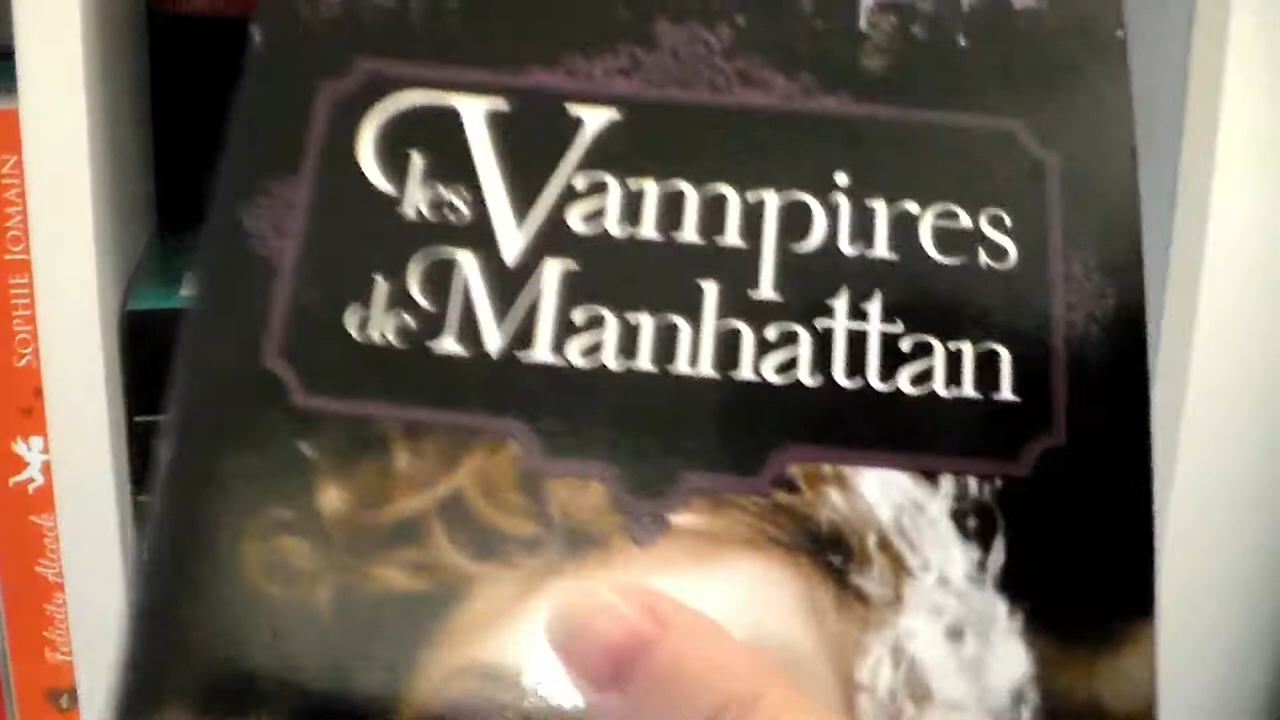 les Vampires
de Manhattan
SOPHIE JOMAIN
Felicity Atcock